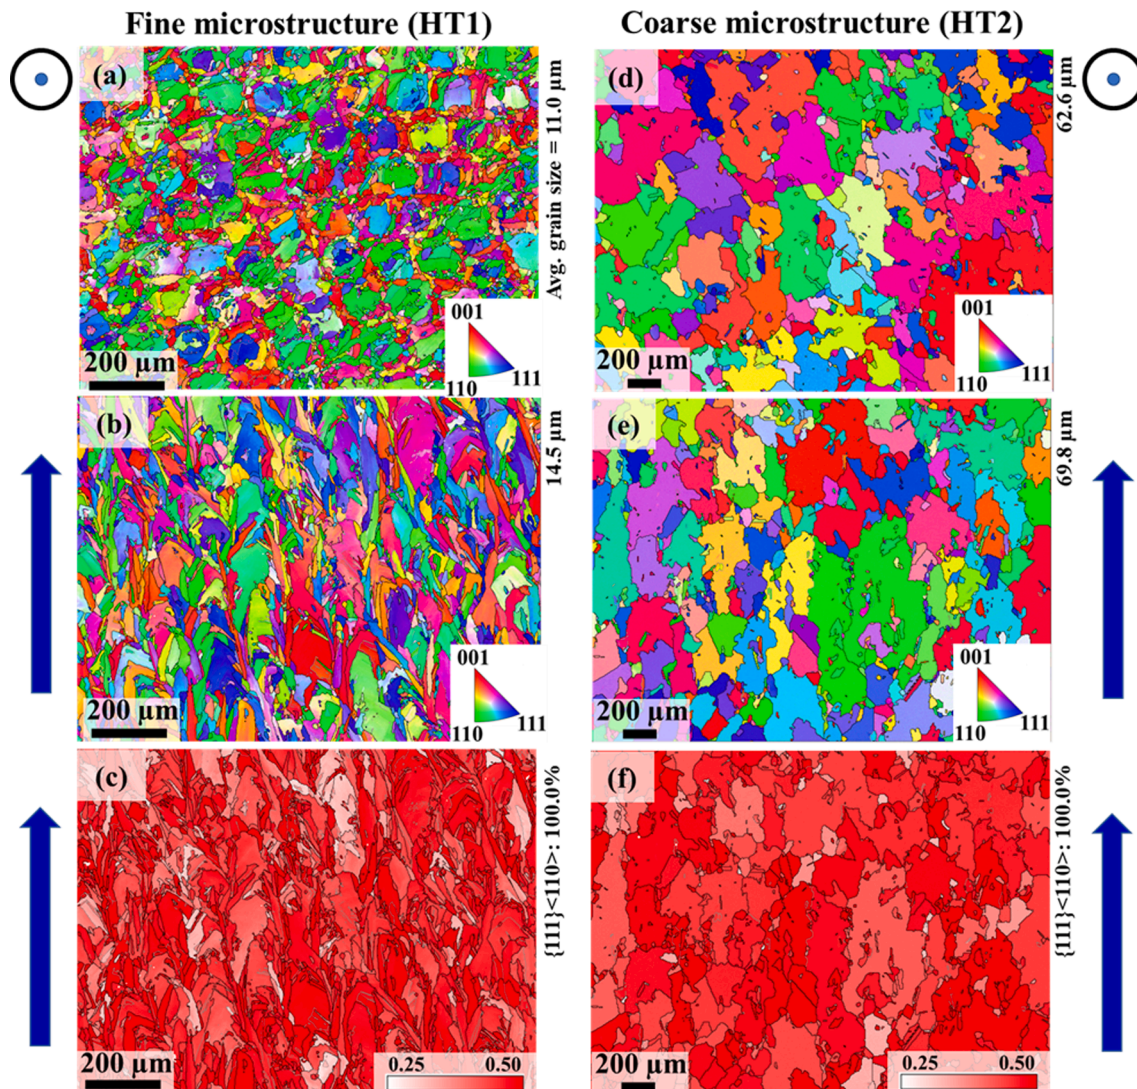 Fine microstructure (HT1)
Coarse microstructure (HT2)
(a)
Avg. grain size = 11.0 µm
200 µm
001
110
111
(d)
62.6 µm
200 µm
001
110
111
(b)
14.5 µm
200 µm
001
110
111
(e)
69.8 µm
200 µm
001
110
111
(c)
{111}<110>: 100.0%
200 µm
0.25 0.50
(f)
{111}<110>: 100.0%
200 µm
0.25 0.50